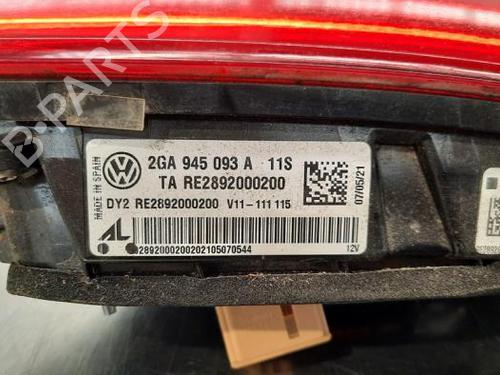 B-PARTS
MADE IN SPAIN
2GA 945 093 A 11S
TA RE2892000200
DY2 RE2892000200 V11-111 115
07/05/21
AL
2892000200202105070544
12V